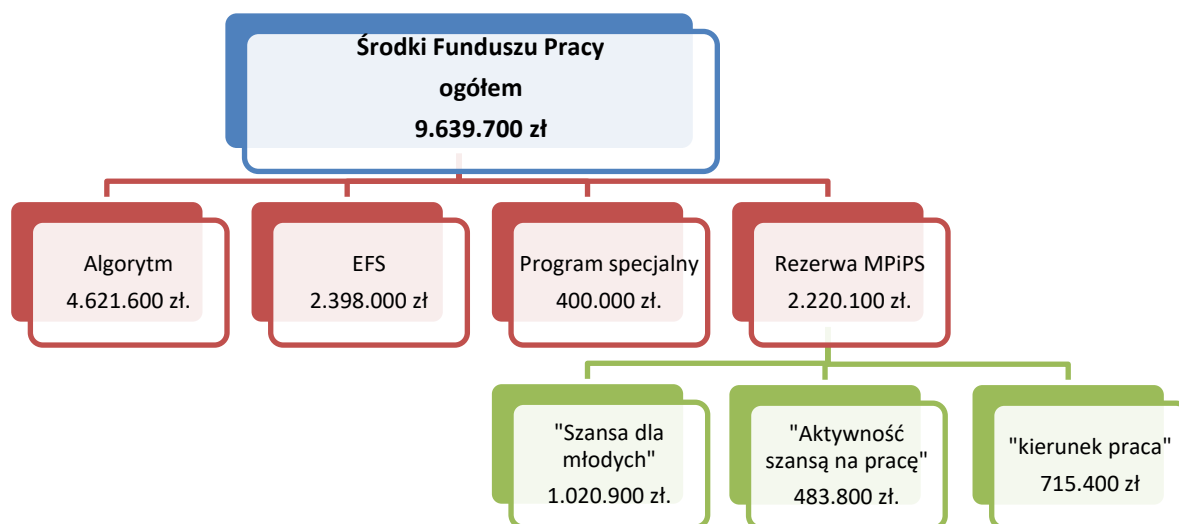 Środki Funduszu Pracy
ogółem
9.639.700 zł
Algorytm
4.621.600 zł.
EFS
2.398.000 zł
Program specjalny
400.000 zł.
Rezerwa MPiPS
2.220.100 zł.
"Szansa dla
młodych"
1.020.900 zł.
"Aktywność
szansą na pracę"
483.800 zł.
"kierunek praca"
715.400 zł